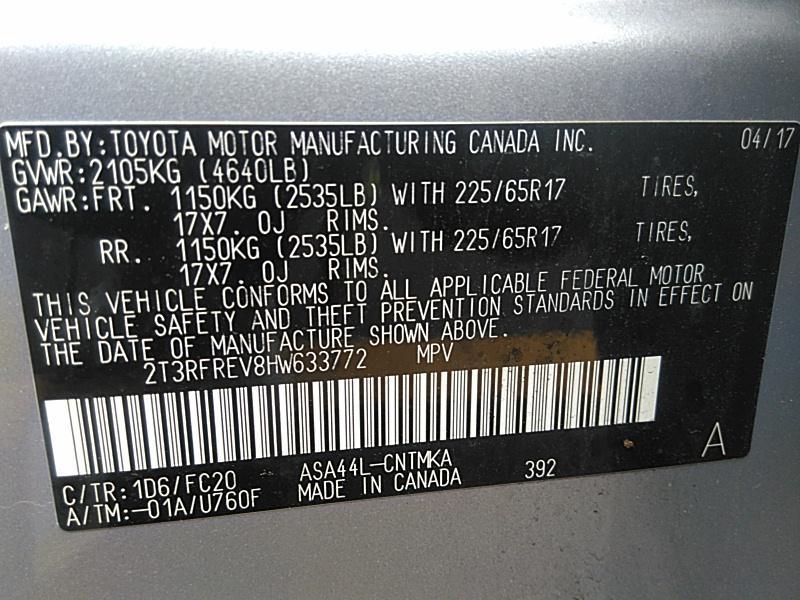 MFD.BY:TOYOTA MOTOR MANUFACTURING CANADA INC. 04/17
GVWR:2105KG (4640LB)
GAWR:FRT. 1150KG (2535LB) WITH 225/65R17 TIRES,
17X7.0J RIMS.
RR. 1150KG (2535LB) WITH 225/65R17 TIRES,
17X7.0J RIMS.
THIS VEHICLE CONFORMS TO ALL APPLICABLE FEDERAL MOTOR
VEHICLE SAFETY AND THEFT PREVENTION STANDARDS IN EFFECT ON
THE DATE OF MANUFACTURE SHOWN ABOVE.
2T3RFREV8HW633772 MPV
A
C/TR:1D6/FC20 ASA44L-CNTMKA 392
A/TM:-01A/U760F MADE IN CANADA